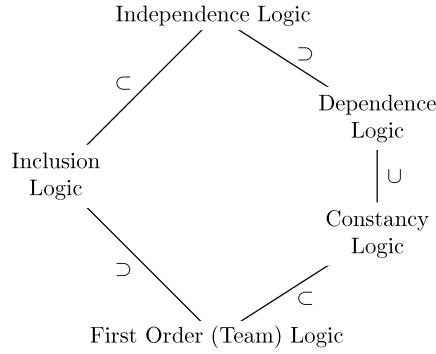 Independence Logic
⊂
⊃
Dependence
Logic
Inclusion
Logic
∪
Constancy
Logic
⊃
⊂
First Order (Team) Logic